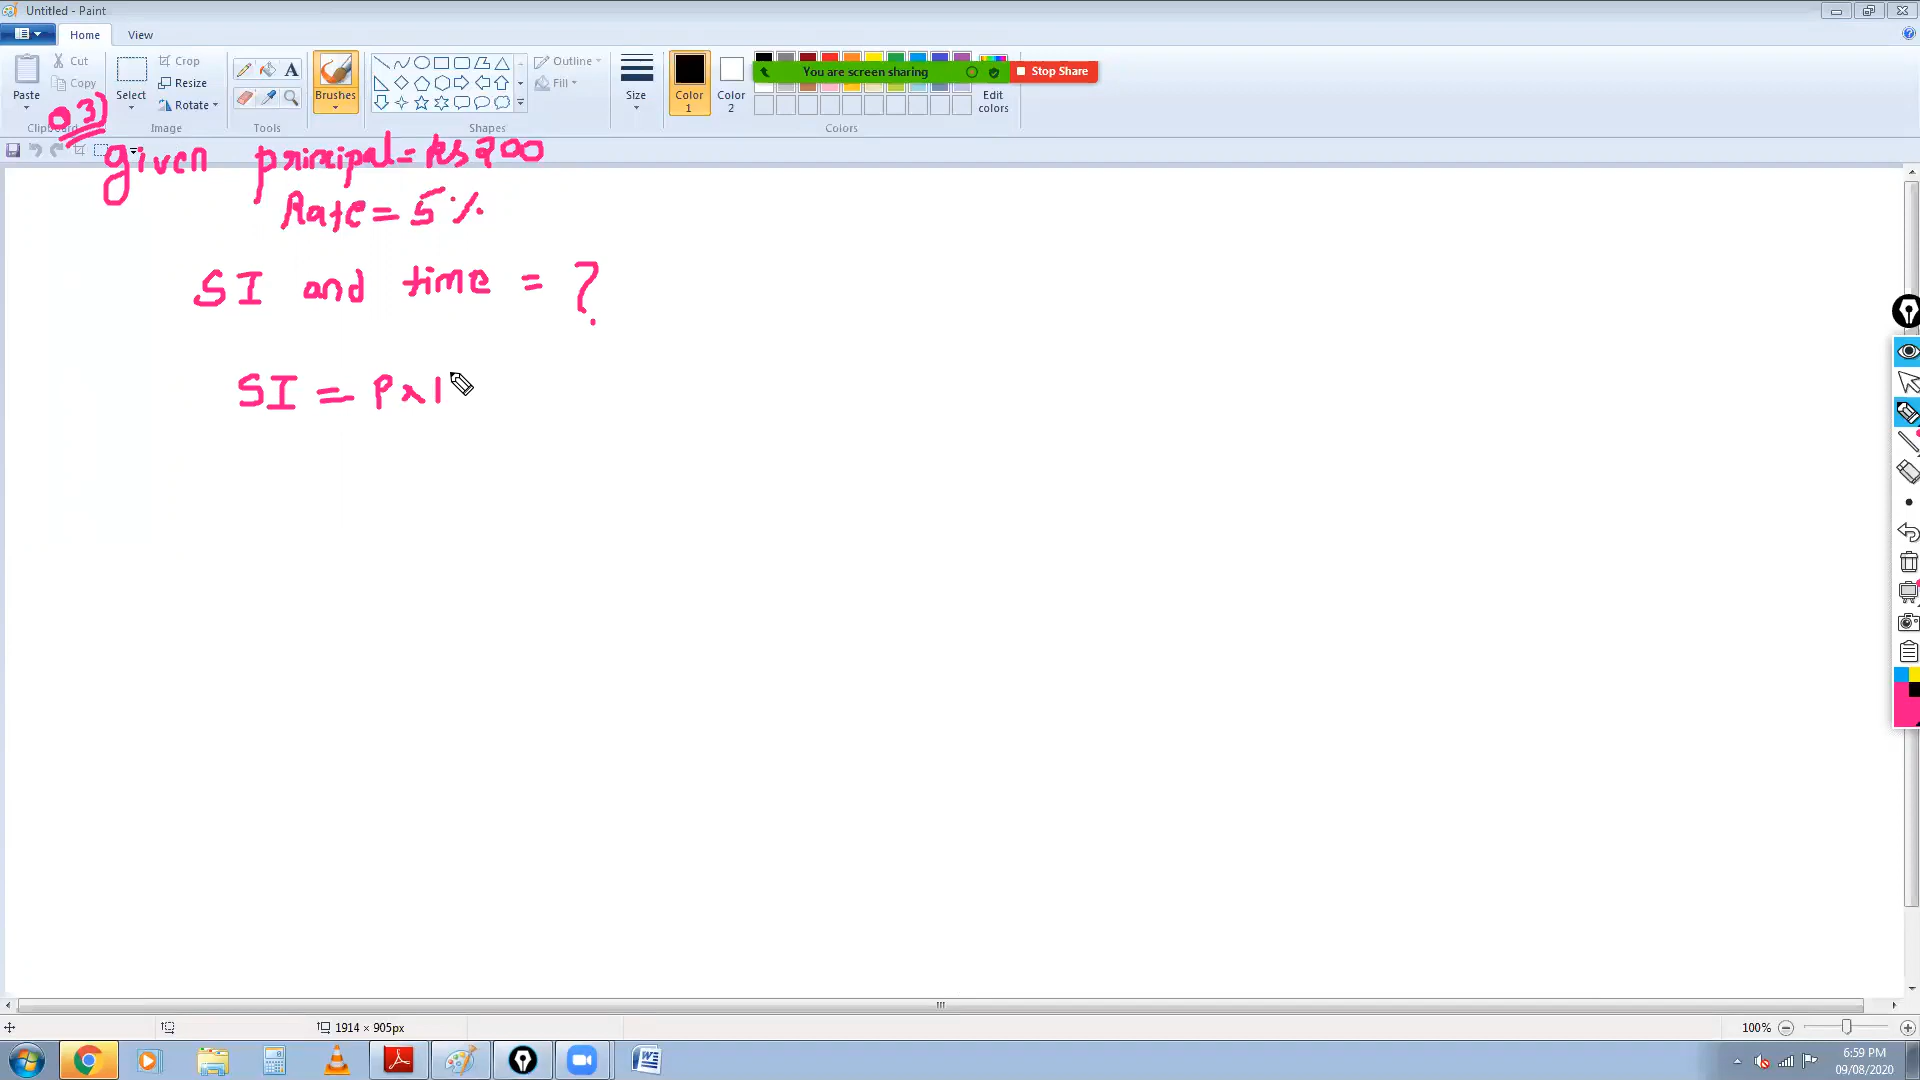 Untitled - Paint
Home View
Cut
Copy
Paste
Clipboard
Select
Crop
Resize
Rotate
Image
Tools
Brushes
Shapes
Outline
Fill
Size
Color 1
Color 2
Edit colors
Colors
You are screen sharing
Stop Share
Q3)
given principal = Rs 200
Rate = 5%
SI and time = ?
SI = P x I
1914 × 905px
100%
6:59 PM
09/08/2020